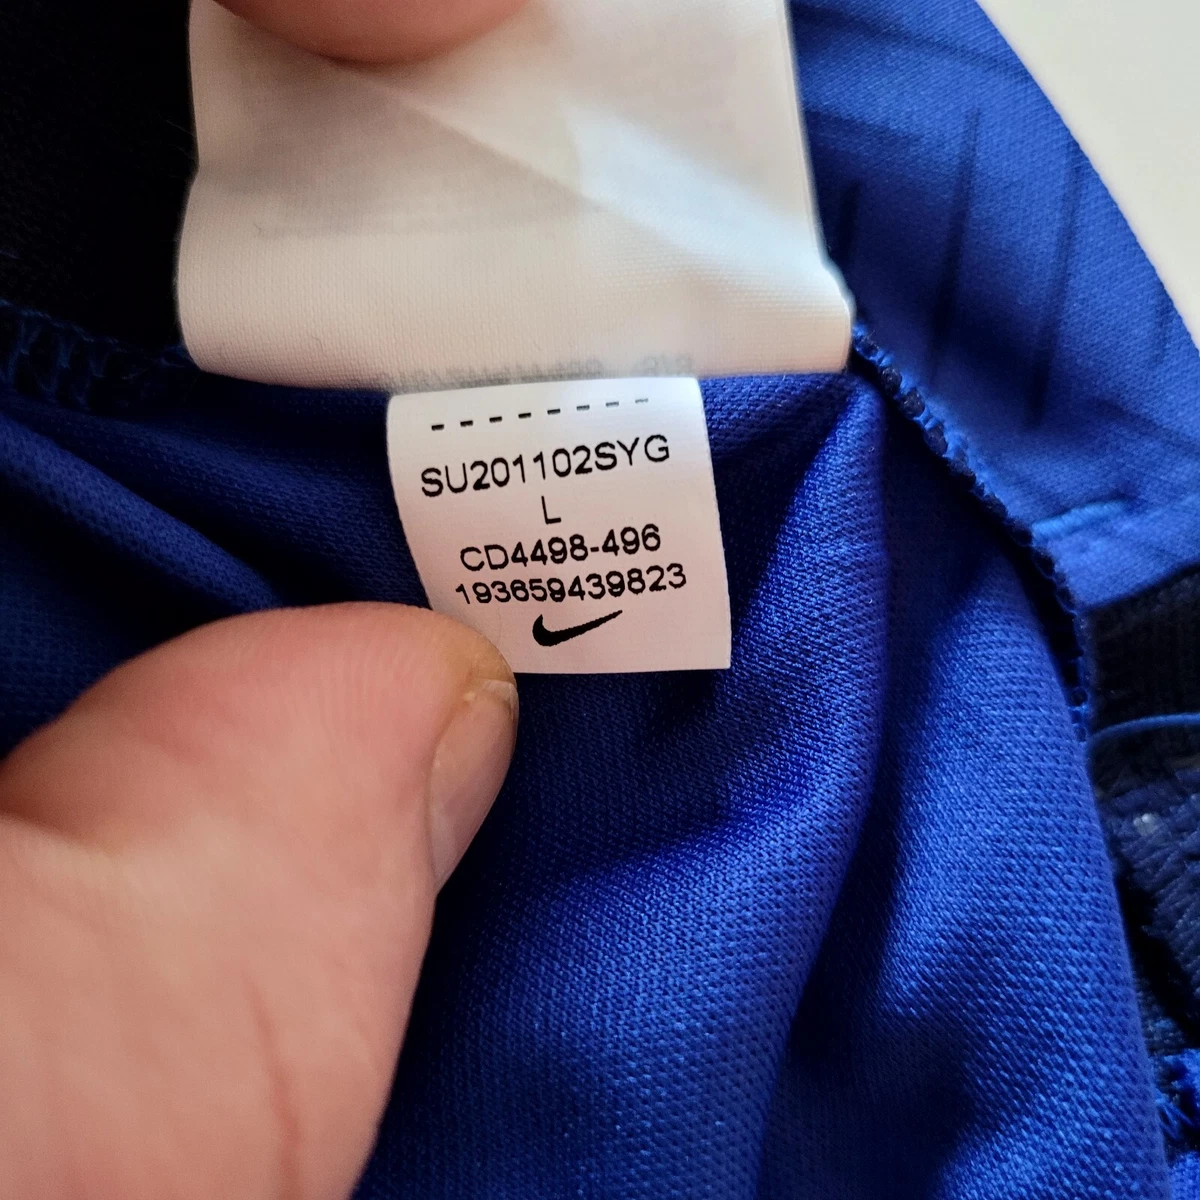 --------
SU201102SYG
L
CD4498-496
193659439823